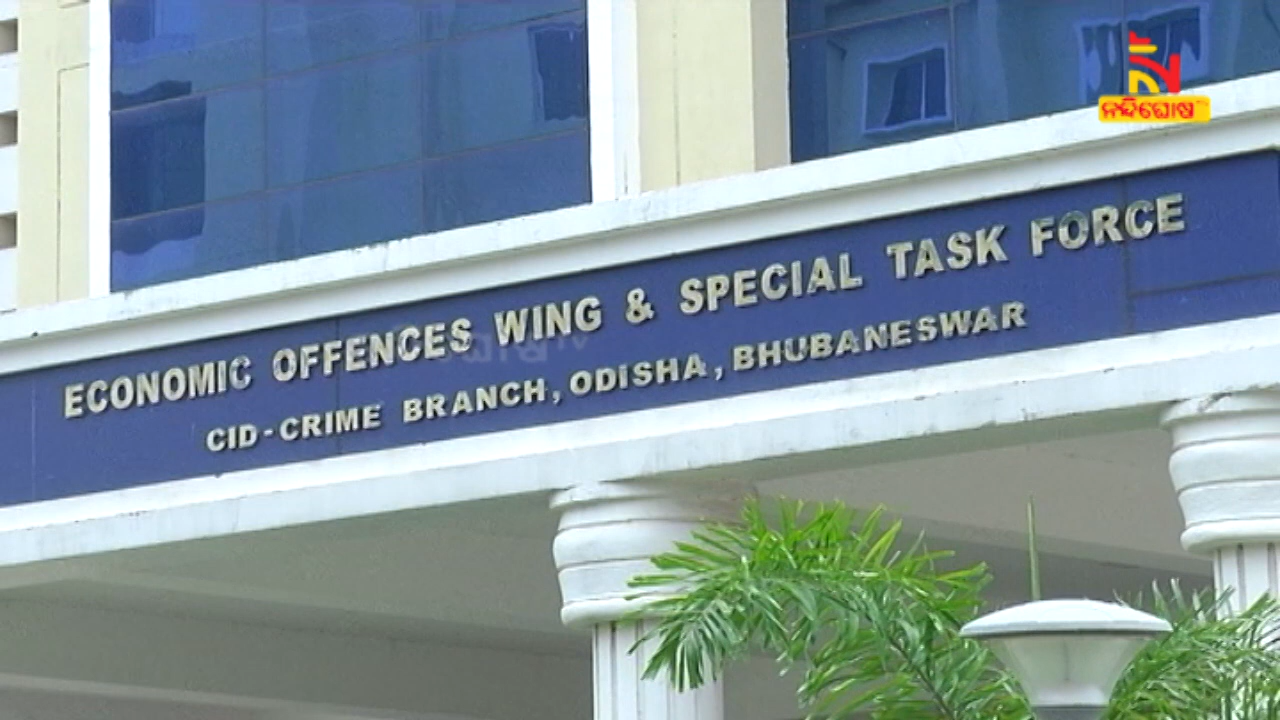 ନନ୍ଦିଘୋଷ
ECONOMIC OFFENCES WING & SPECIAL TASK FORCE
CID-CRIME BRANCH, ODISHA, BHUBANESWAR